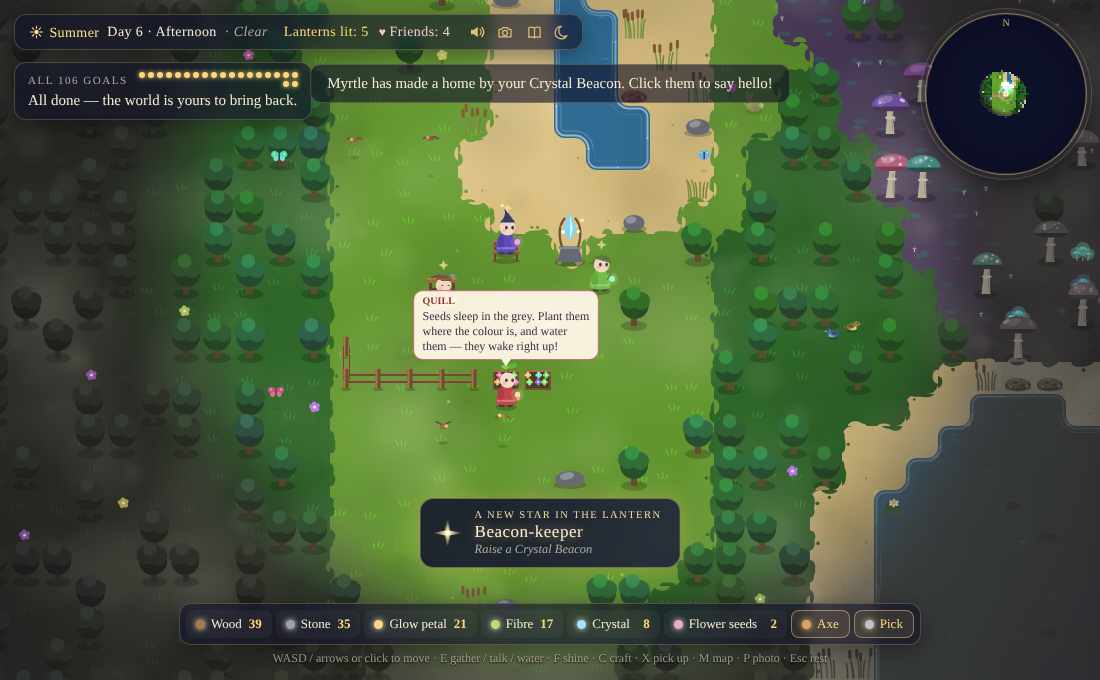 Summer Day 6 · Afternoon · Clear Lanterns lit: 5 ♥ Friends: 4
N
ALL 106 GOALS
All done — the world is yours to bring back.
Myrtle has made a home by your Crystal Beacon. Click them to say hello!
QUILL
Seeds sleep in the grey. Plant them
where the colour is, and water
them — they wake right up!
A NEW STAR IN THE LANTERN
Beacon-keeper
Raise a Crystal Beacon
Wood 39 Stone 35 Glow petal 21 Fibre 17 Crystal 8 Flower seeds 2 Axe Pick
WASD / arrows or click to move · E gather / talk / water · F shine · C craft · X pick up · M map · P photo · Esc rest